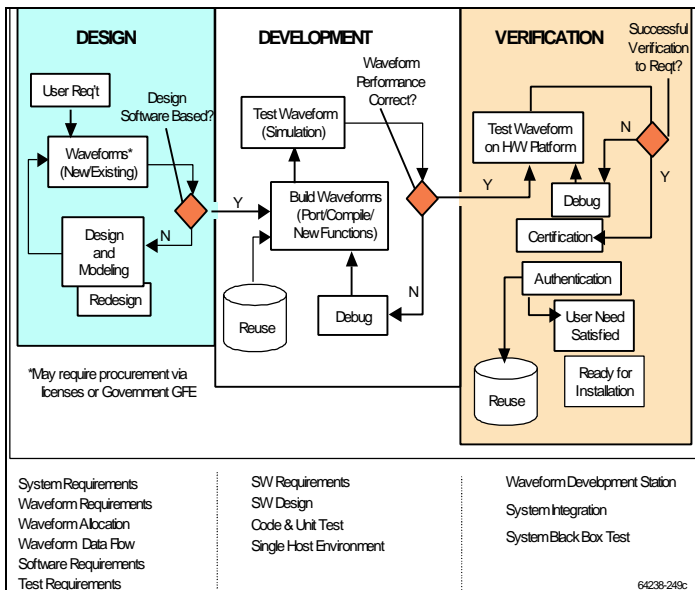 DESIGN
User Req't
Design
Software Based?
Waveforms*
(New/Existing)
Y
N
Design
and
Modeling
Redesign
*May require procurement via
licenses or Government GFE
DEVELOPMENT
Waveform
Performance
Correct?
Test Waveform
(Simulation)
Build Waveforms
(Port/Compile/
New Functions)
Y
N
Reuse
Debug
VERIFICATION
Successful
Verification
to Reqt?
Test Waveform
on H/W Platform
N
Y
Debug
Certification
Authentication
User Need
Satisfied
Reuse
Ready for
Installation
System Requirements
Waveform Requirements
Waveform Allocation
Waveform Data Flow
Software Requirements
Test Requirements
SW Requirements
SW Design
Code & Unit Test
Single Host Environment
Waveform Development Station
System Integration
System Black Box Test
64238-249c